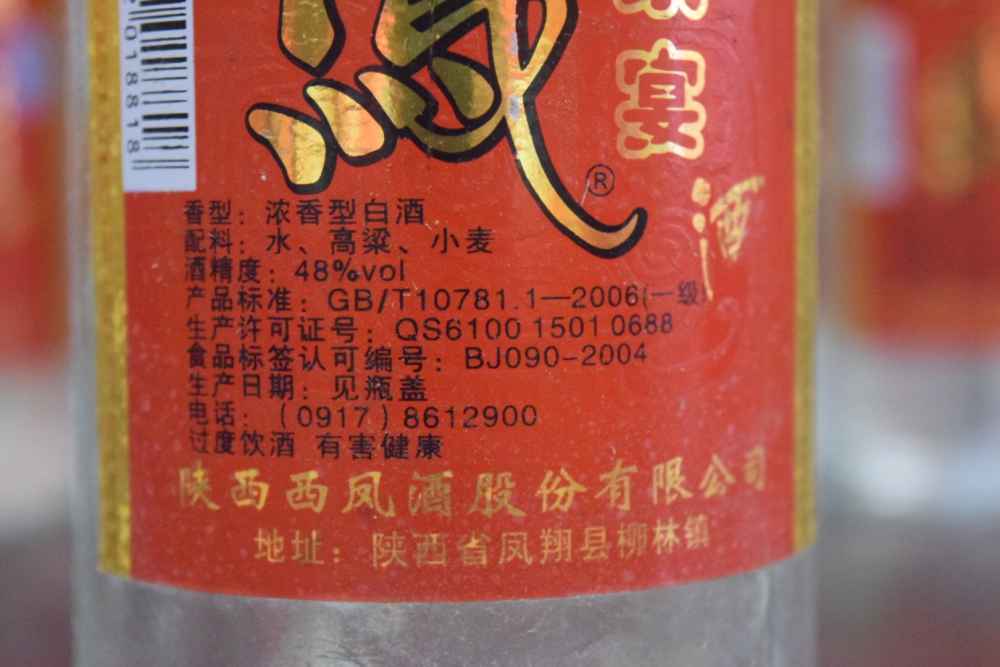 宴
酒
®
018818
香型：浓香型白酒
配料：水、高粱、小麦
酒精度：48%vol
产品标准：GB/T10781.1—2006(一级)
生产许可证号：QS6100 1501 0688
食品标签认可编号：BJ090-2004
生产日期：见瓶盖
电话：（0917）8612900
过度饮酒 有害健康
陕西西凤酒股份有限公司
地址：陕西省凤翔县柳林镇